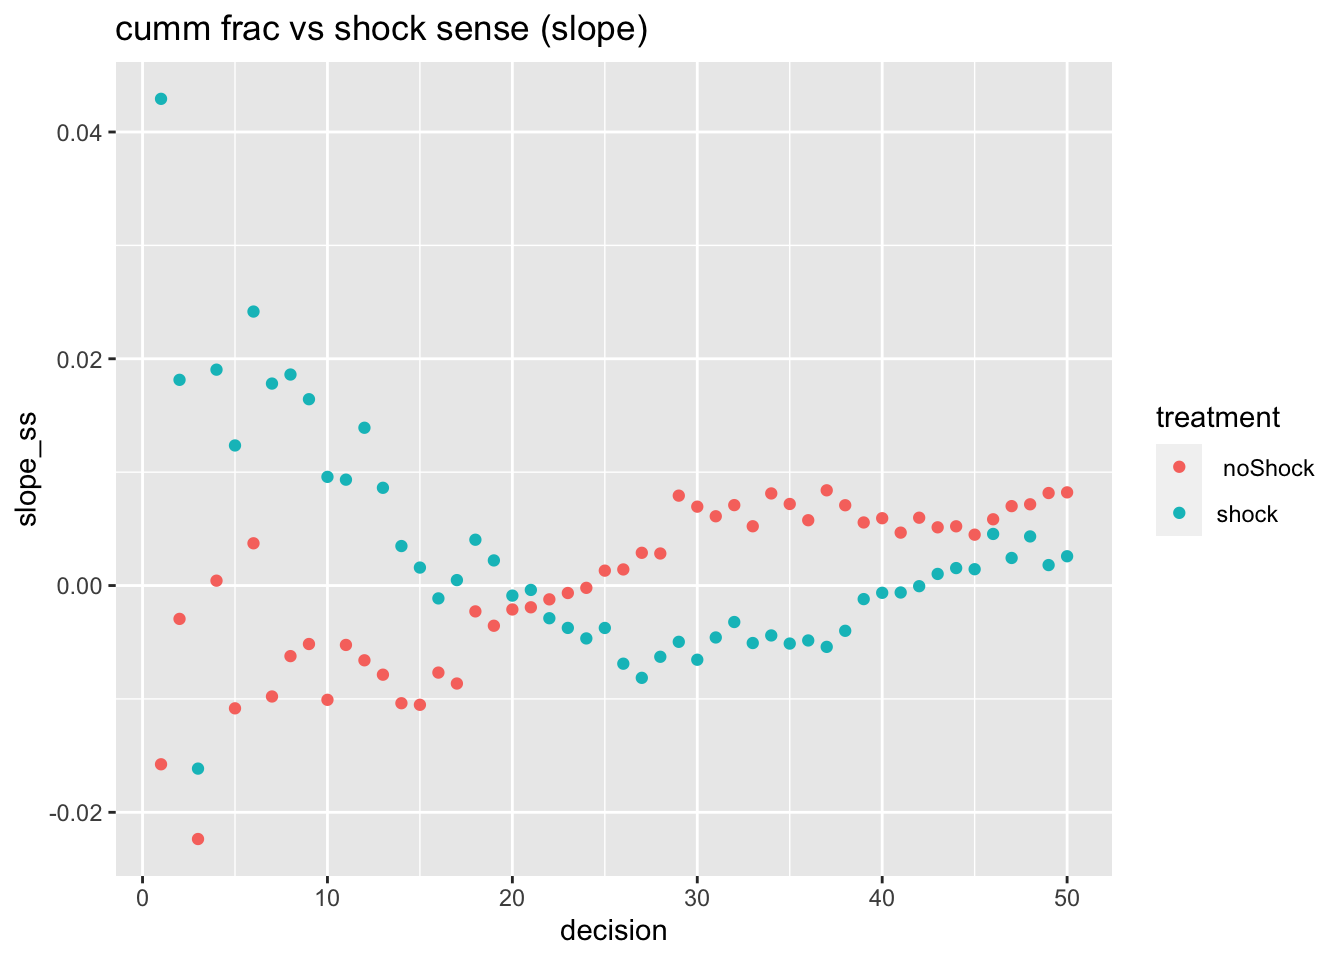 cumm frac vs shock sense (slope)
0.04
0.02
0.00
-0.02
slope_ss
0 10 20 30 40 50
decision
treatment
noShock
shock